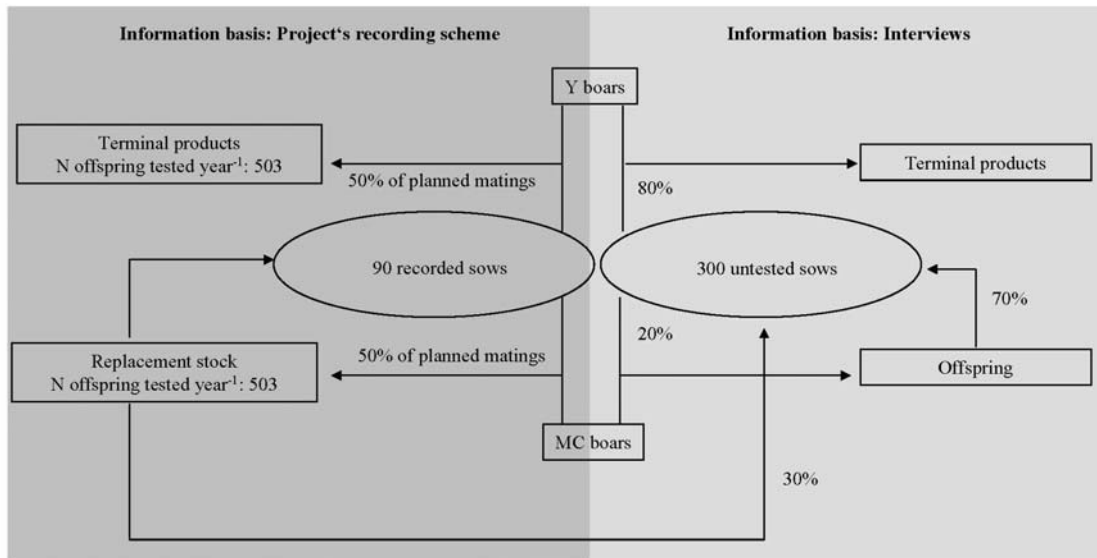 Information basis: Project‘s recording scheme
Information basis: Interviews
Y boars
Terminal products
N offspring tested year-1: 503
50% of planned matings
80%
Terminal products
90 recorded sows
300 untested sows
70%
20%
Replacement stock
N offspring tested year-1: 503
50% of planned matings
Offspring
MC boars
30%